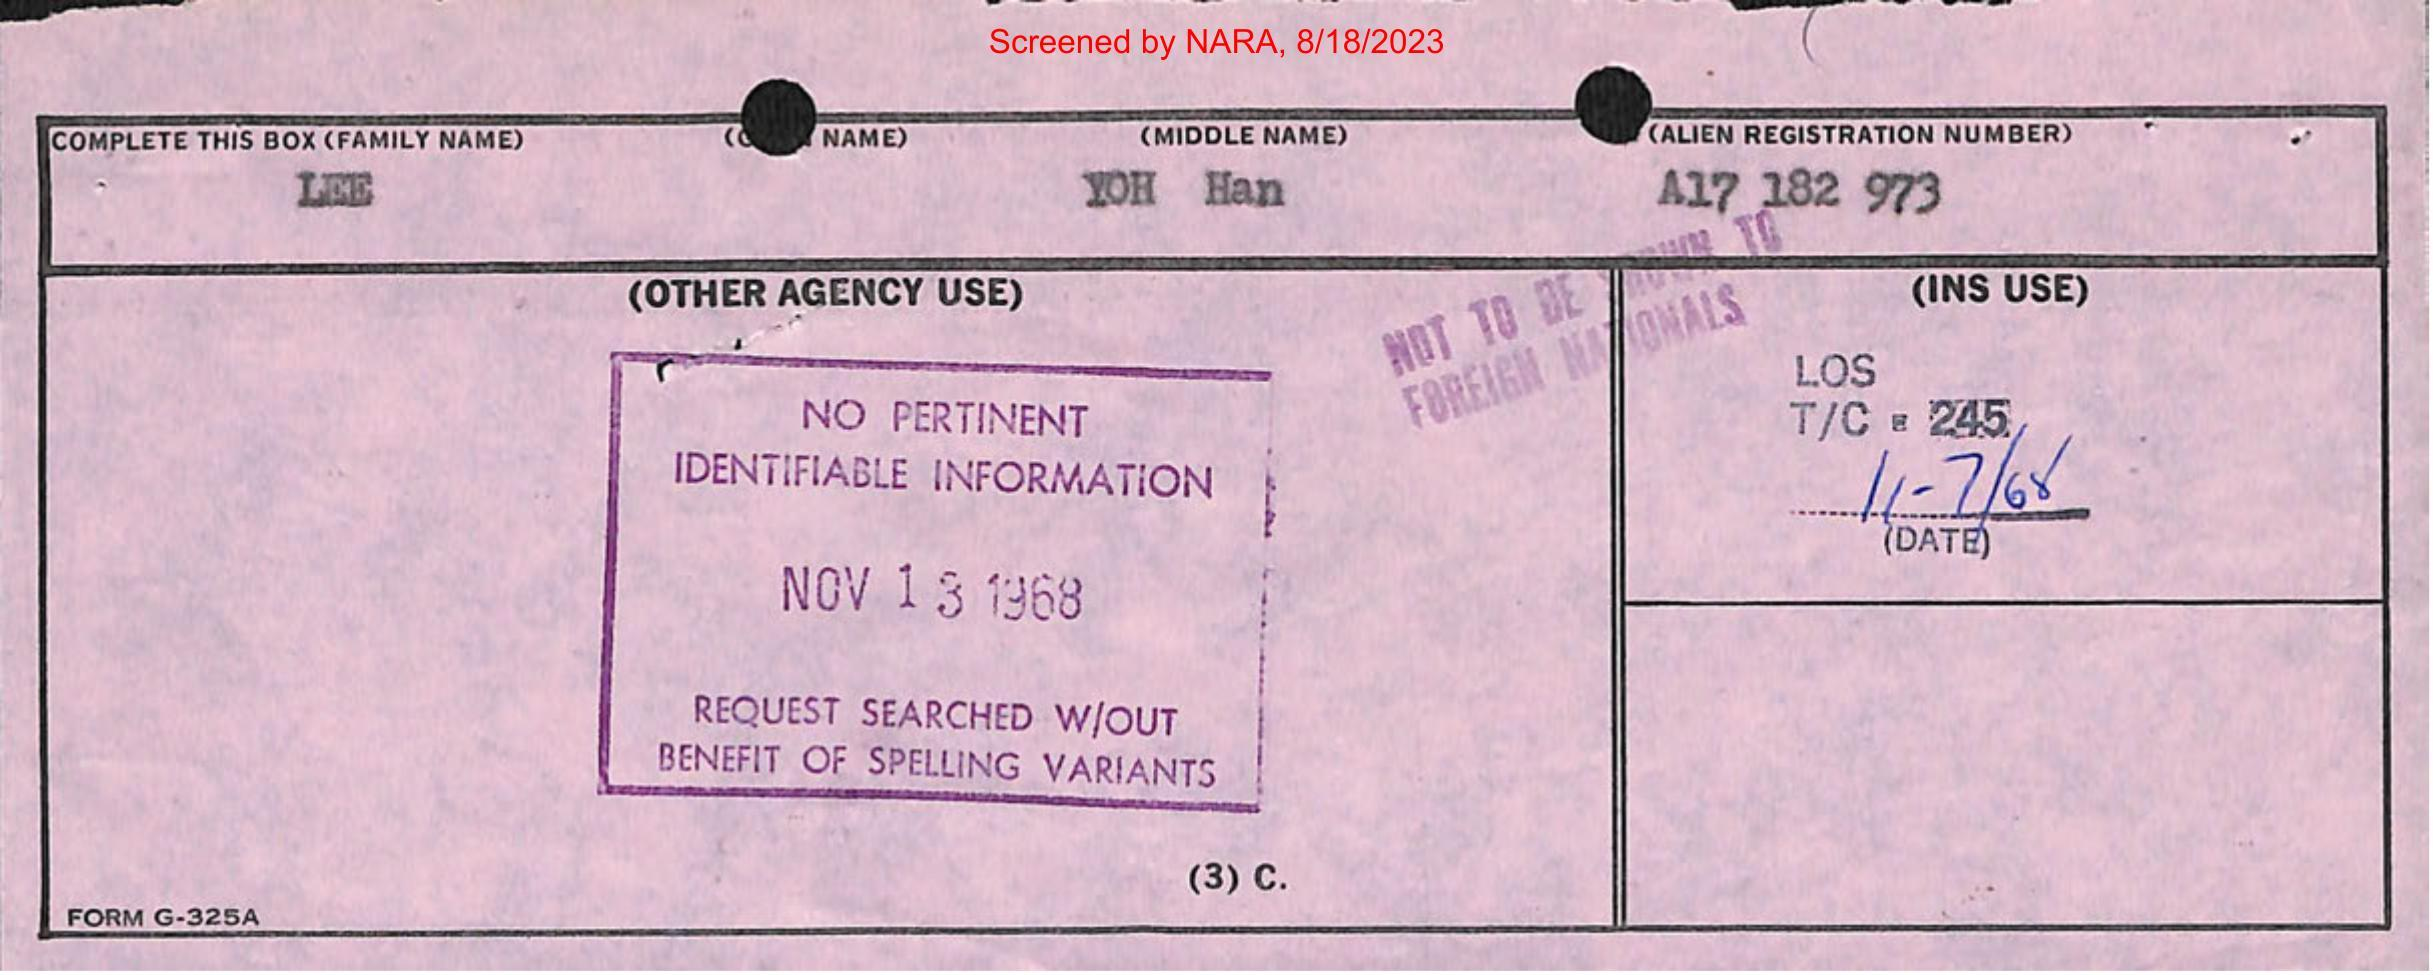 Screened by NARA, 8/18/2023
COMPLETE THIS BOX (FAMILY NAME) NAME) (MIDDLE NAME) (ALIEN REGISTRATION NUMBER)
LEE YOH Han A17 182 973
(OTHER AGENCY USE) (INS USE)
NOT TO BE SHOWN TO
FOREIGN NATIONALS
LOS
T/C = 245
11-7/68
(DATE)
NO PERTINENT
IDENTIFIABLE INFORMATION
NOV 13 1968
REQUEST SEARCHED W/OUT
BENEFIT OF SPELLING VARIANTS
(3) C.
FORM G-325A